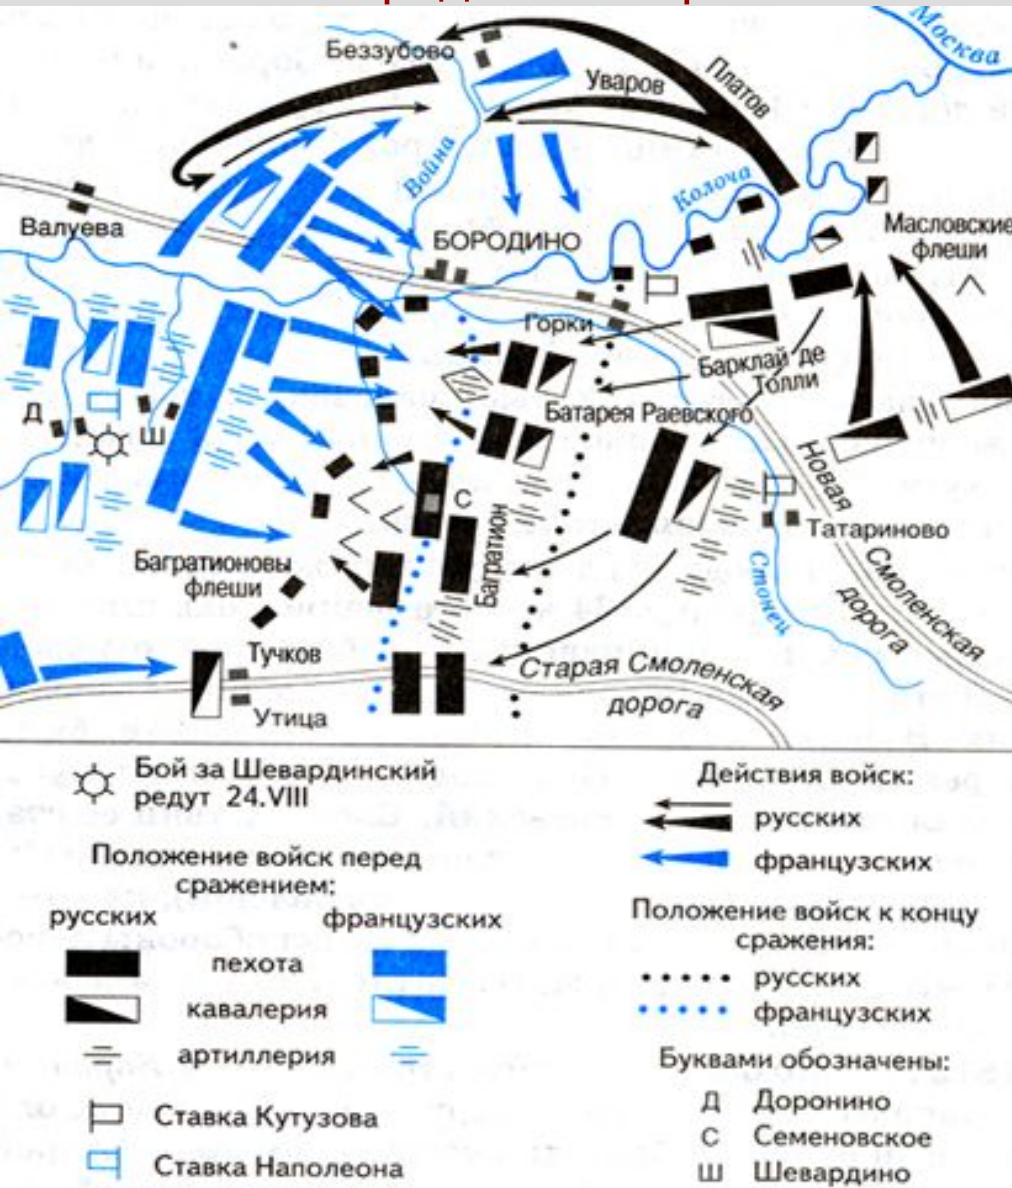 Москва
Беззубово
Уваров
Платов
Война
Колоча
Валуева
БОРОДИНО
Масловские
флеши
Горки
Барклай де
Толли
Батарея Раевского
Д
Ш
С
Багратион
Новая
Смоленская
дорога
Татариново
Стонец
Багратионовы
флеши
Тучков
Утица
Старая Смоленская
дорога
Бой за Шевардинский
редут 24.VIII
Положение войск перед
сражением:
русских французских
пехота
кавалерия
артиллерия
Ставка Кутузова
Ставка Наполеона
Действия войск:
русских
французских
Положение войск к концу
сражения:
русских
французских
Буквами обозначены:
Д Доронино
С Семеновское
Ш Шевардино